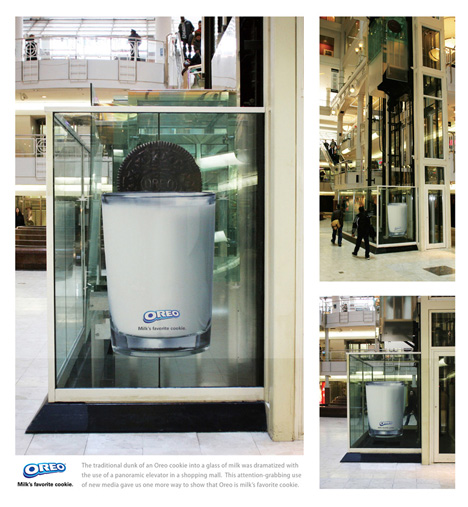 OREO
OREO
Milk's favorite cookie.
OREO
Milk's favorite cookie.
The traditional dunk of an Oreo cookie into a glass of milk was dramatized with
the use of a panoramic elevator in a shopping mall. This attention-grabbing use
of new media gave us one more way to show that Oreo is milk's favorite cookie.